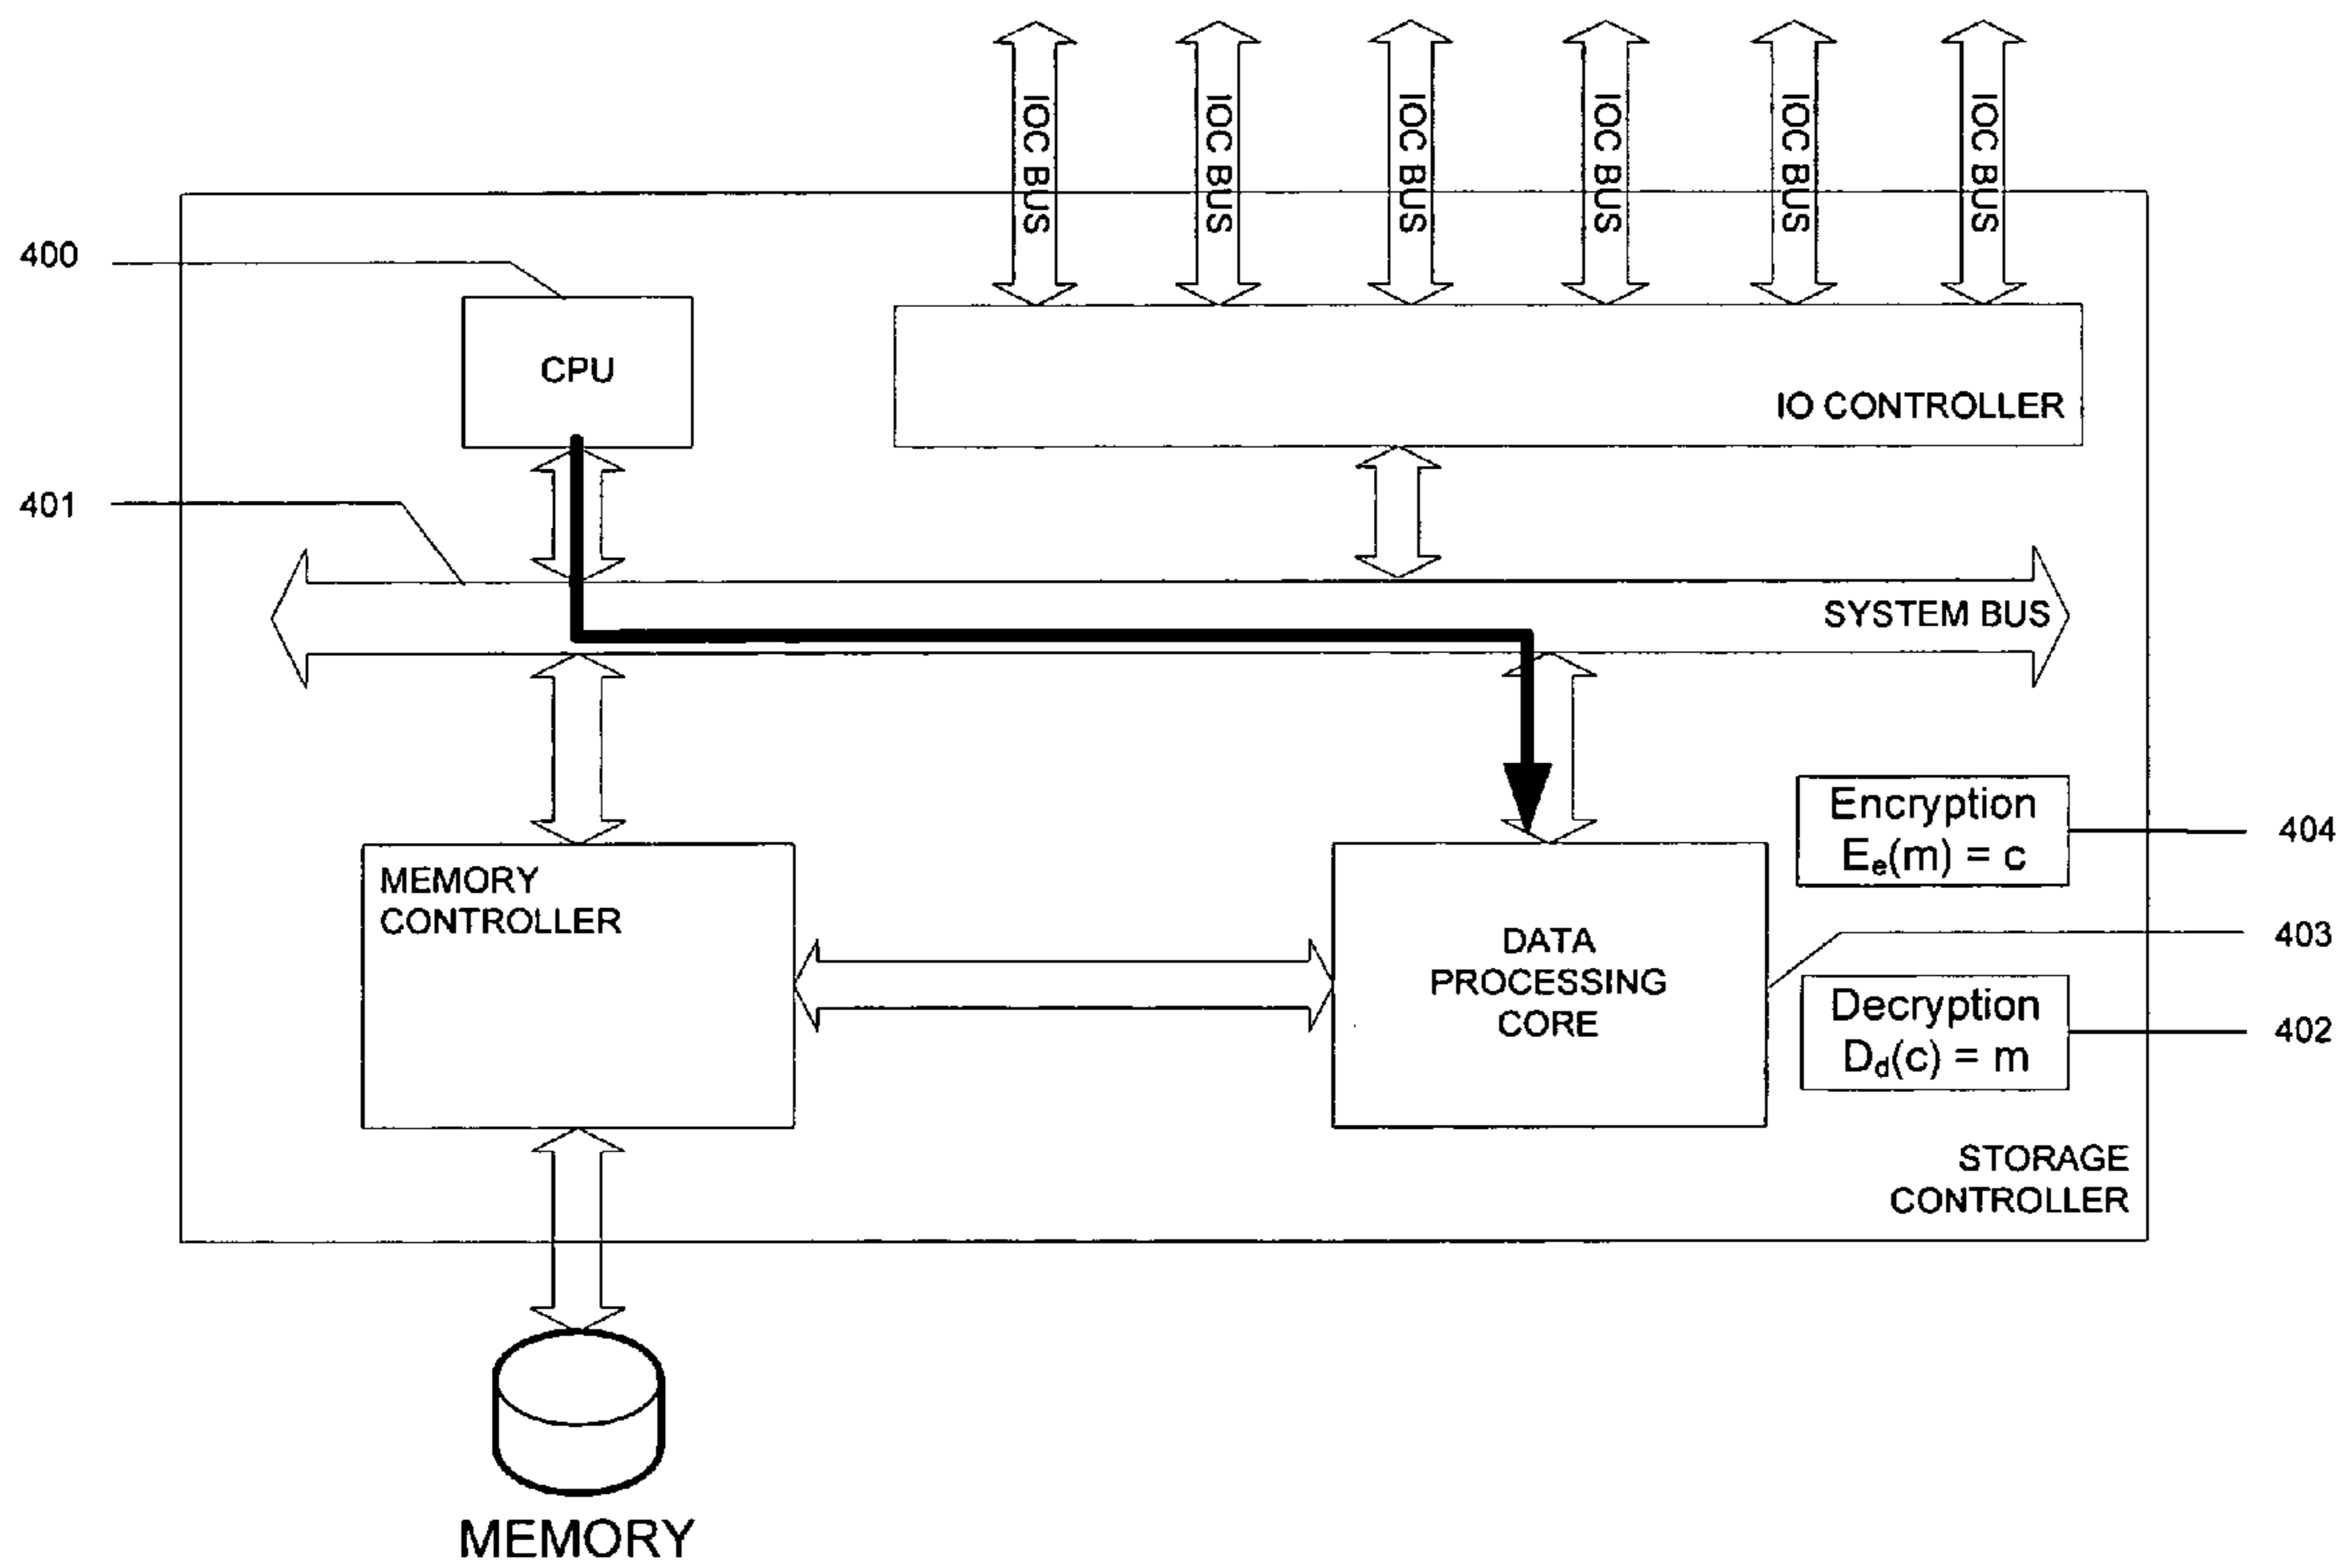 IOC BUS
IOC BUS
IOC BUS
IOC BUS
IOC BUS
IOC BUS
400
CPU
IO CONTROLLER
401
SYSTEM BUS
Encryption
Ee(m) = c
404
MEMORY
CONTROLLER
DATA
PROCESSING
CORE
403
Decryption
Dd(c) = m
402
STORAGE
CONTROLLER
MEMORY